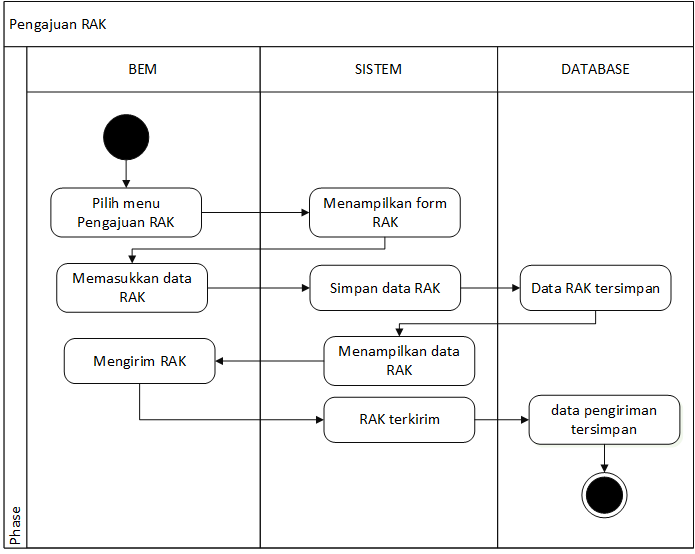 Pengajuan RAK
BEM
SISTEM
DATABASE
Pilih menu
Pengajuan RAK
Menampilkan form
RAK
Memasukkan data
RAK
Simpan data RAK
Data RAK tersimpan
Menampilkan data
RAK
Mengirim RAK
RAK terkirim
data pengiriman
tersimpan
Phase